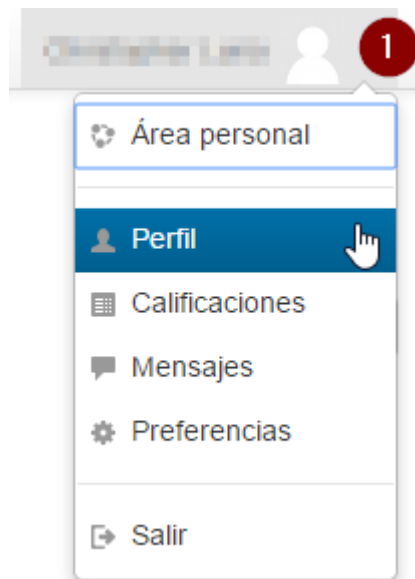 1
Área personal
Perfil
Calificaciones
Mensajes
Preferencias
Salir